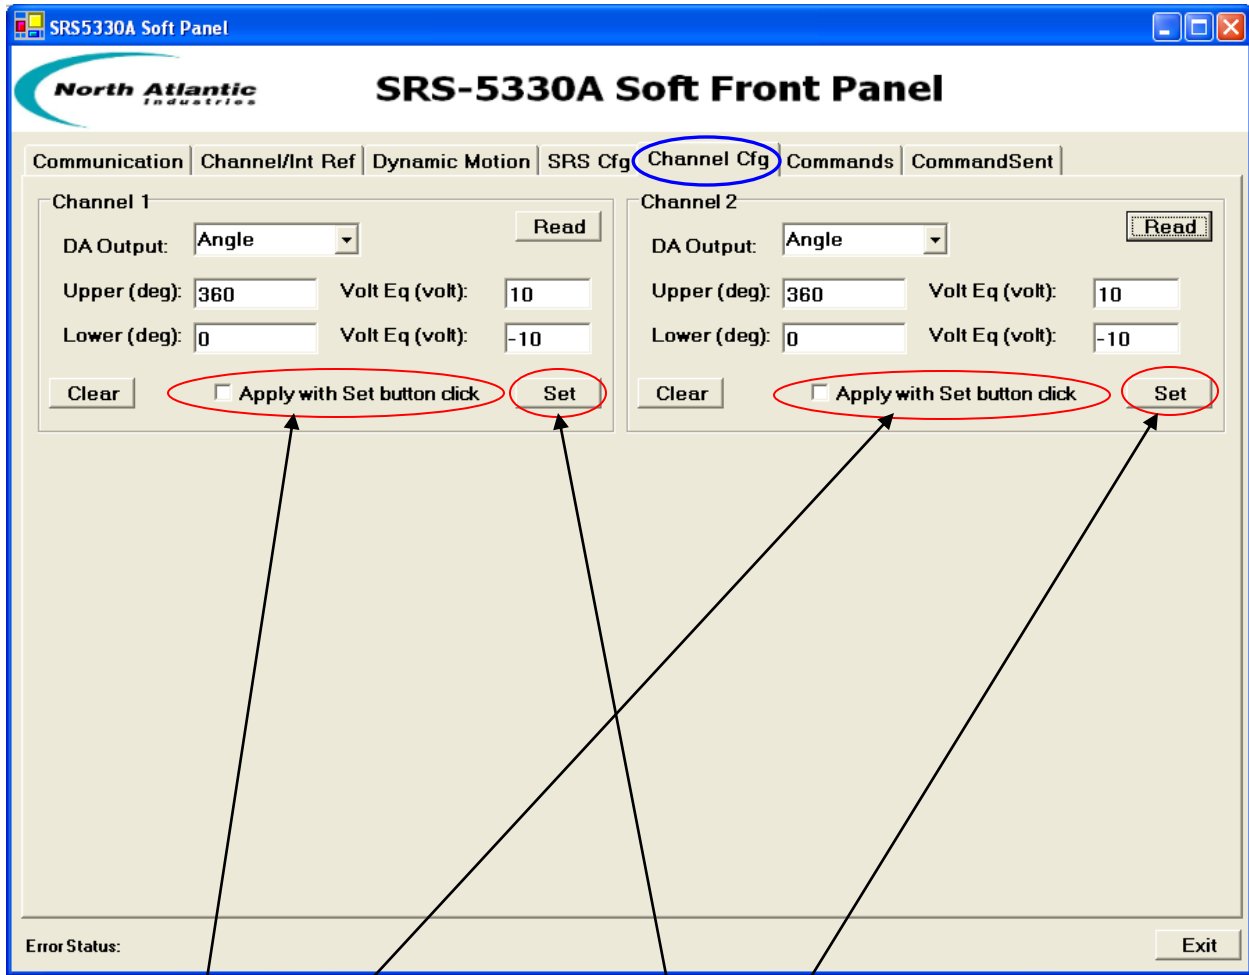 SRS5330A Soft Panel
North Atlantic
Industries
SRS-5330A Soft Front Panel
Communication Channel/Int Ref Dynamic Motion SRS Cfg Channel Cfg Commands CommandSent
Channel 1
Read
DA Output: Angle
Upper (deg): 360 Volt Eq (volt): 10
Lower (deg): 0 Volt Eq (volt): -10
Clear Apply with Set button click Set
Channel 2
Read
DA Output: Angle
Upper (deg): 360 Volt Eq (volt): 10
Lower (deg): 0 Volt Eq (volt): -10
Clear Apply with Set button click Set
Error Status:
Exit